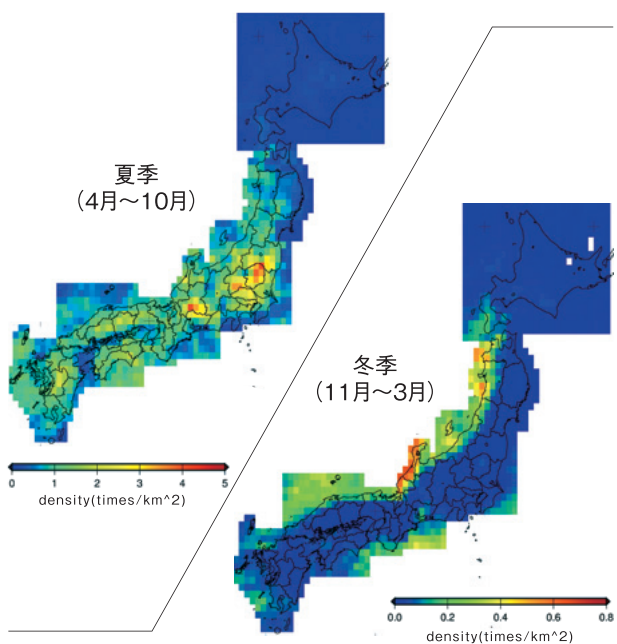 夏季
（4月～10月）
0 1 2 3 4 5
density(times/km^2)
冬季
（11月～3月）
0.0 0.2 0.4 0.6 0.8
density(times/km^2)